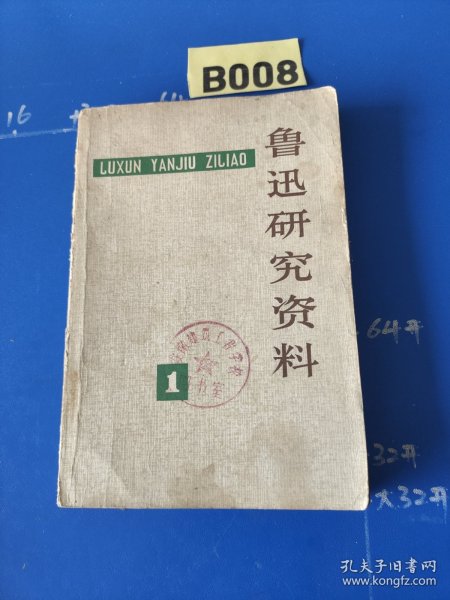 B008
16
64开
LUXUN YANJIU ZILIAO
鲁迅研究资料
1
32开
大32开
孔夫子旧书网
www.kongfz.com